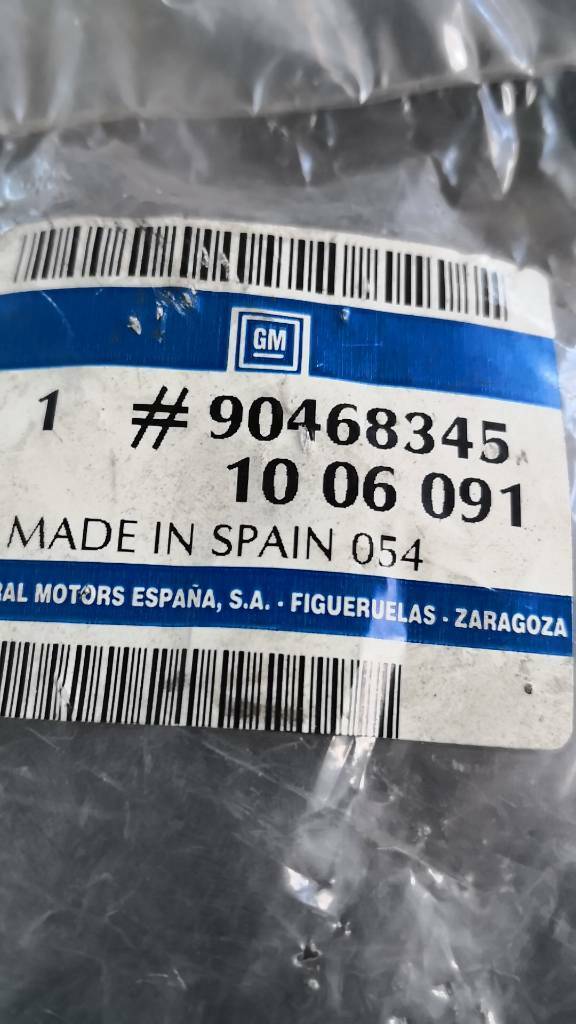 GM
1 # 90468345
10 06 091
MADE IN SPAIN 054
RAL MOTORS ESPAÑA, S.A. - FIGUERUELAS - ZARAGOZA